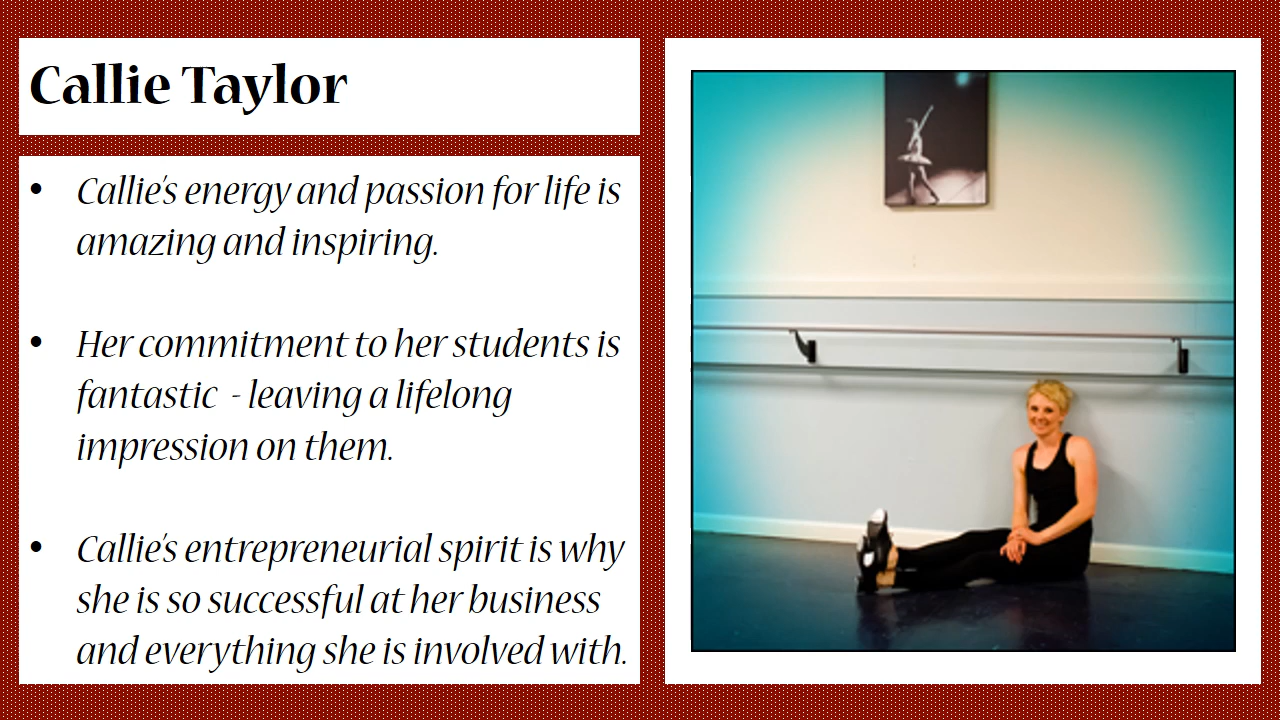 Callie Taylor
• Callie's energy and passion for life is
amazing and inspiring.
• Her commitment to her students is
fantastic - leaving a lifelong
impression on them.
• Callie's entrepreneurial spirit is why
she is so successful at her business
and everything she is involved with.